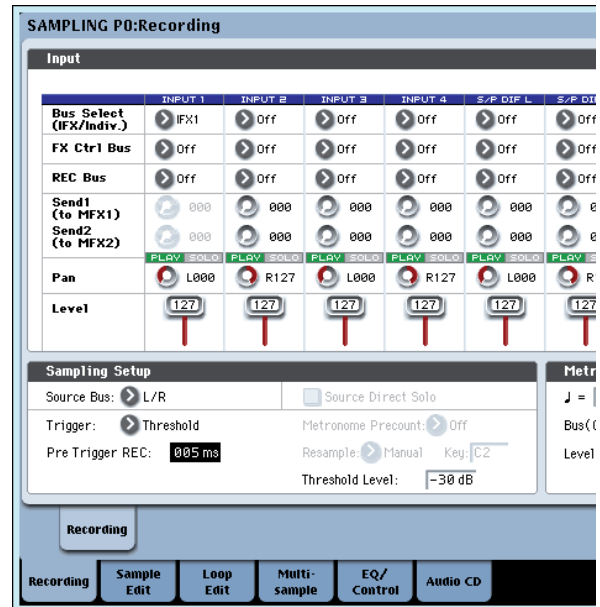 SAMPLING P0:Recording
Input
INPUT 1 INPUT 2 INPUT 3 INPUT 4 S/P DIF L S/P DI
Bus Select (IFX/Indiv.) IFX1 Off Off Off Off Off
FX Ctrl Bus Off Off Off Off Off Off
REC Bus Off Off Off Off Off Off
Send1 (to MFX1) 000 000 000 000 000
Send2 (to MFX2) 000 000 000 000 000
PLAY SOLO PLAY SOLO PLAY SOLO PLAY SOLO PLAY SOLO PLAY S
Pan L000 R127 L000 R127 L000 R
Level 127 127 127 127 127 127
Sampling Setup Metr
Source Bus: L/R Source Direct Solo ♩ =
Trigger: Threshold Metronome Precount: Off Bus(
Pre Trigger REC: 005 ms Resample: Manual Key: C2 Level
Threshold Level: -30 dB
Recording
Recording Sample Edit Loop Edit Multi-sample EQ/Control Audio CD